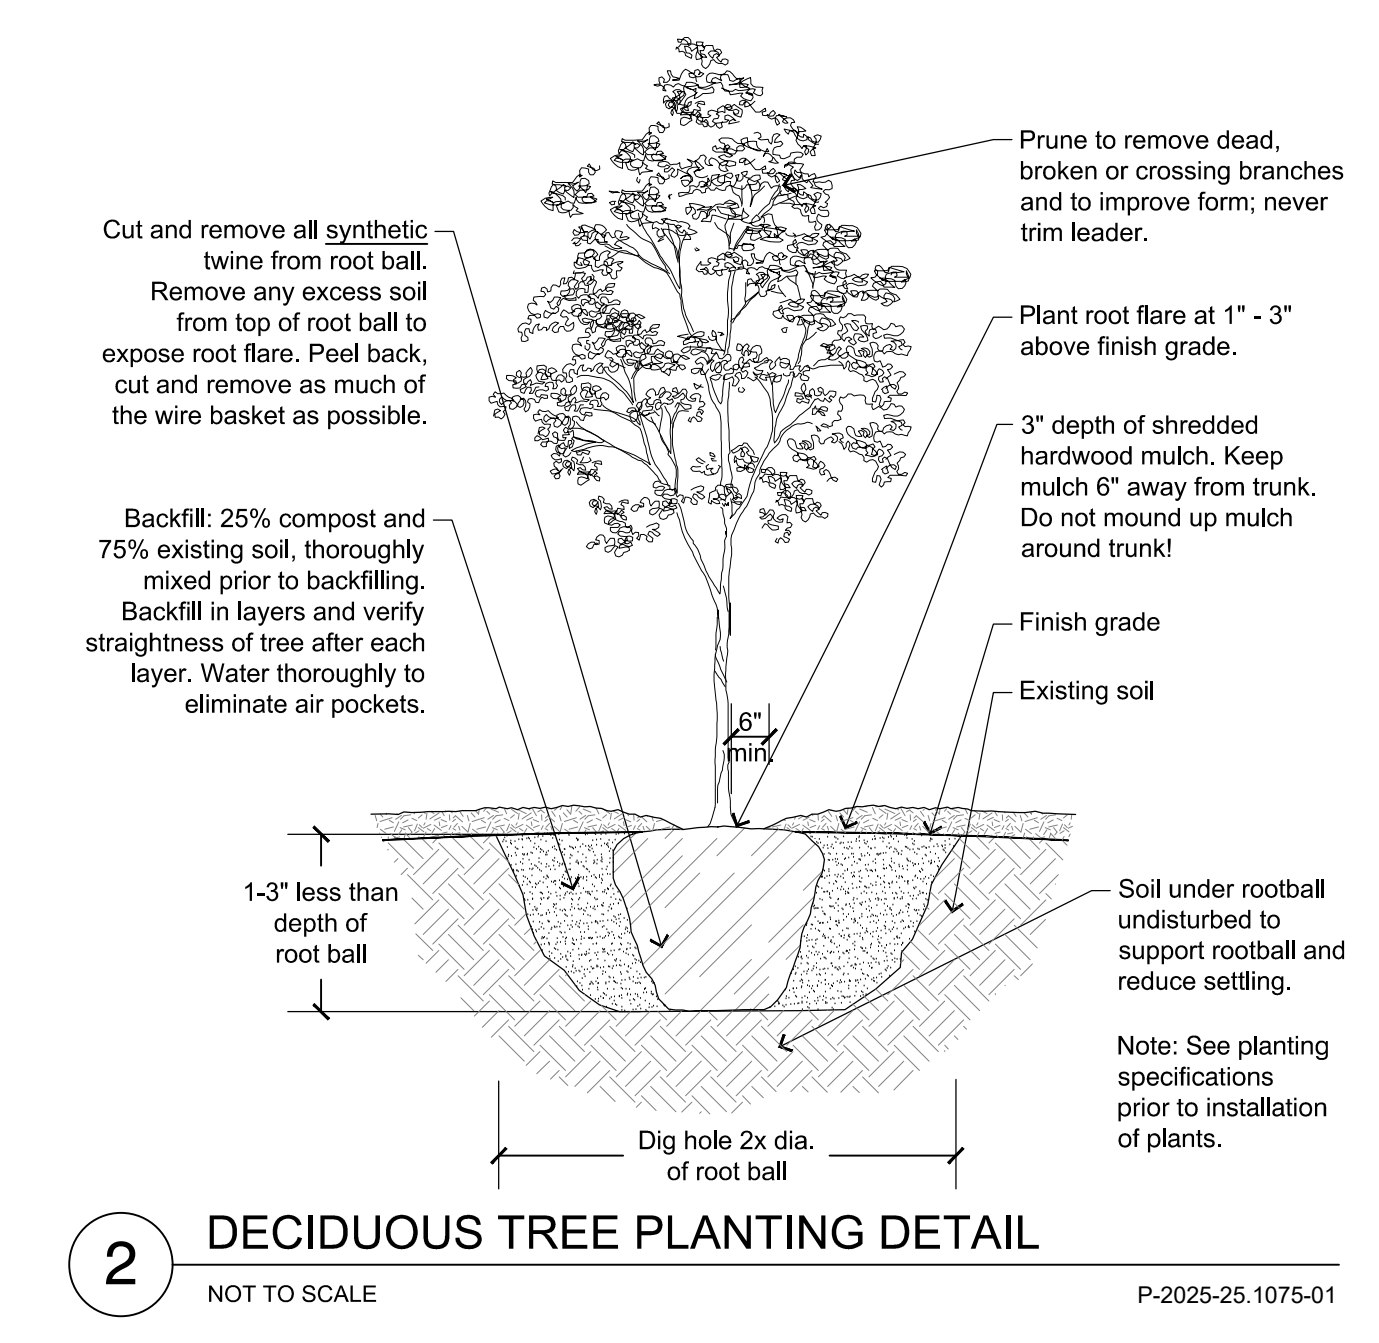 Prune to remove dead,
broken or crossing branches
and to improve form; never
trim leader.
Cut and remove all synthetic
twine from root ball.
Remove any excess soil
from top of root ball to
expose root flare. Peel back,
cut and remove as much of
the wire basket as possible.
Plant root flare at 1" - 3"
above finish grade.
3" depth of shredded
hardwood mulch. Keep
mulch 6" away from trunk.
Do not mound up mulch
around trunk!
Backfill: 25% compost and
75% existing soil, thoroughly
mixed prior to backfilling.
Backfill in layers and verify
straightness of tree after each
layer. Water thoroughly to
eliminate air pockets.
Finish grade
Existing soil
6"
min.
1-3" less than
depth of
root ball
Soil under rootball
undisturbed to
support rootball and
reduce settling.
Note: See planting
specifications
prior to installation
of plants.
Dig hole 2x dia.
of root ball
2
DECIDUOUS TREE PLANTING DETAIL
NOT TO SCALE
P-2025-25.1075-01